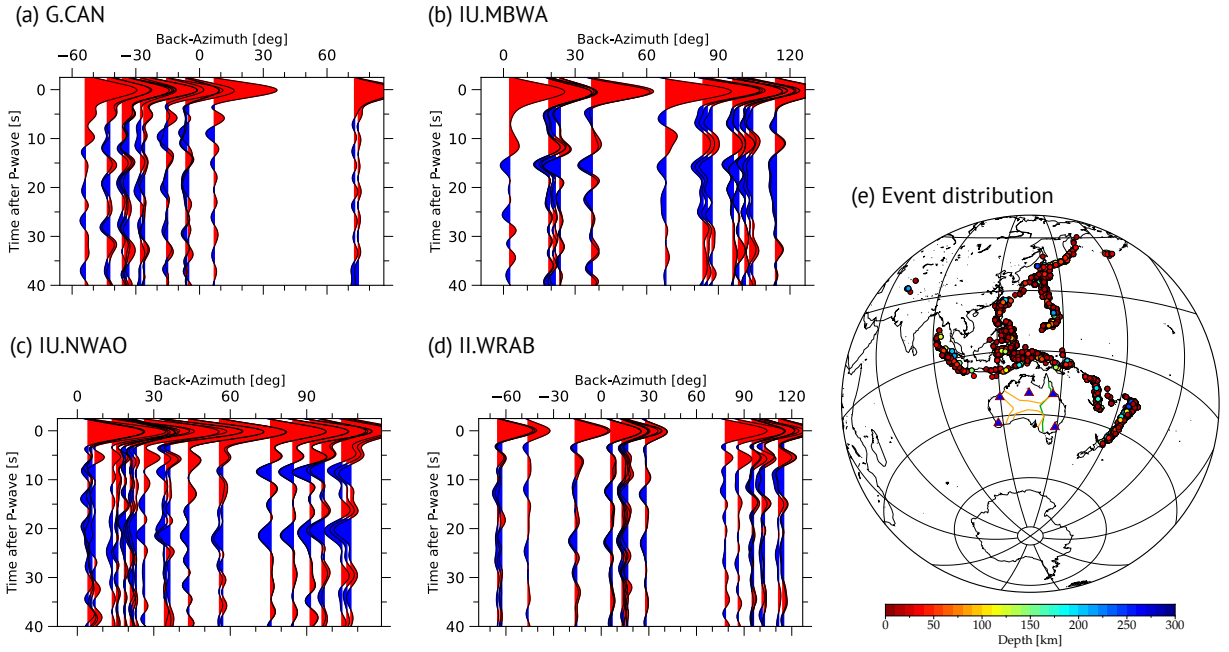 (a) G.CAN
Back-Azimuth [deg]
−60 −30 0 30 60
Time after P-wave [s]
0
10
20
30
40
(b) IU.MBWA
Back-Azimuth [deg]
0 30 60 90 120
Time after P-wave [s]
0
10
20
30
40
(c) IU.NWAO
Back-Azimuth [deg]
0 30 60 90
Time after P-wave [s]
0
10
20
30
40
(d) II.WRAB
Back-Azimuth [deg]
−60 −30 0 30 60 90 120
Time after P-wave [s]
0
10
20
30
40
(e) Event distribution
0 50 100 150 200 250 300
Depth [km]